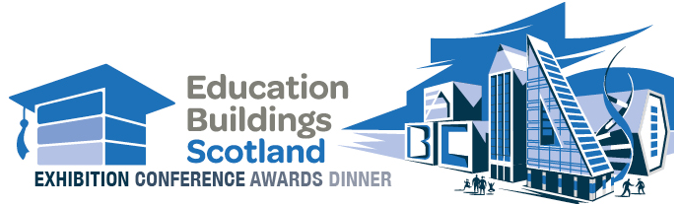 Education
Buildings
Scotland
EXHIBITION CONFERENCE AWARDS DINNER